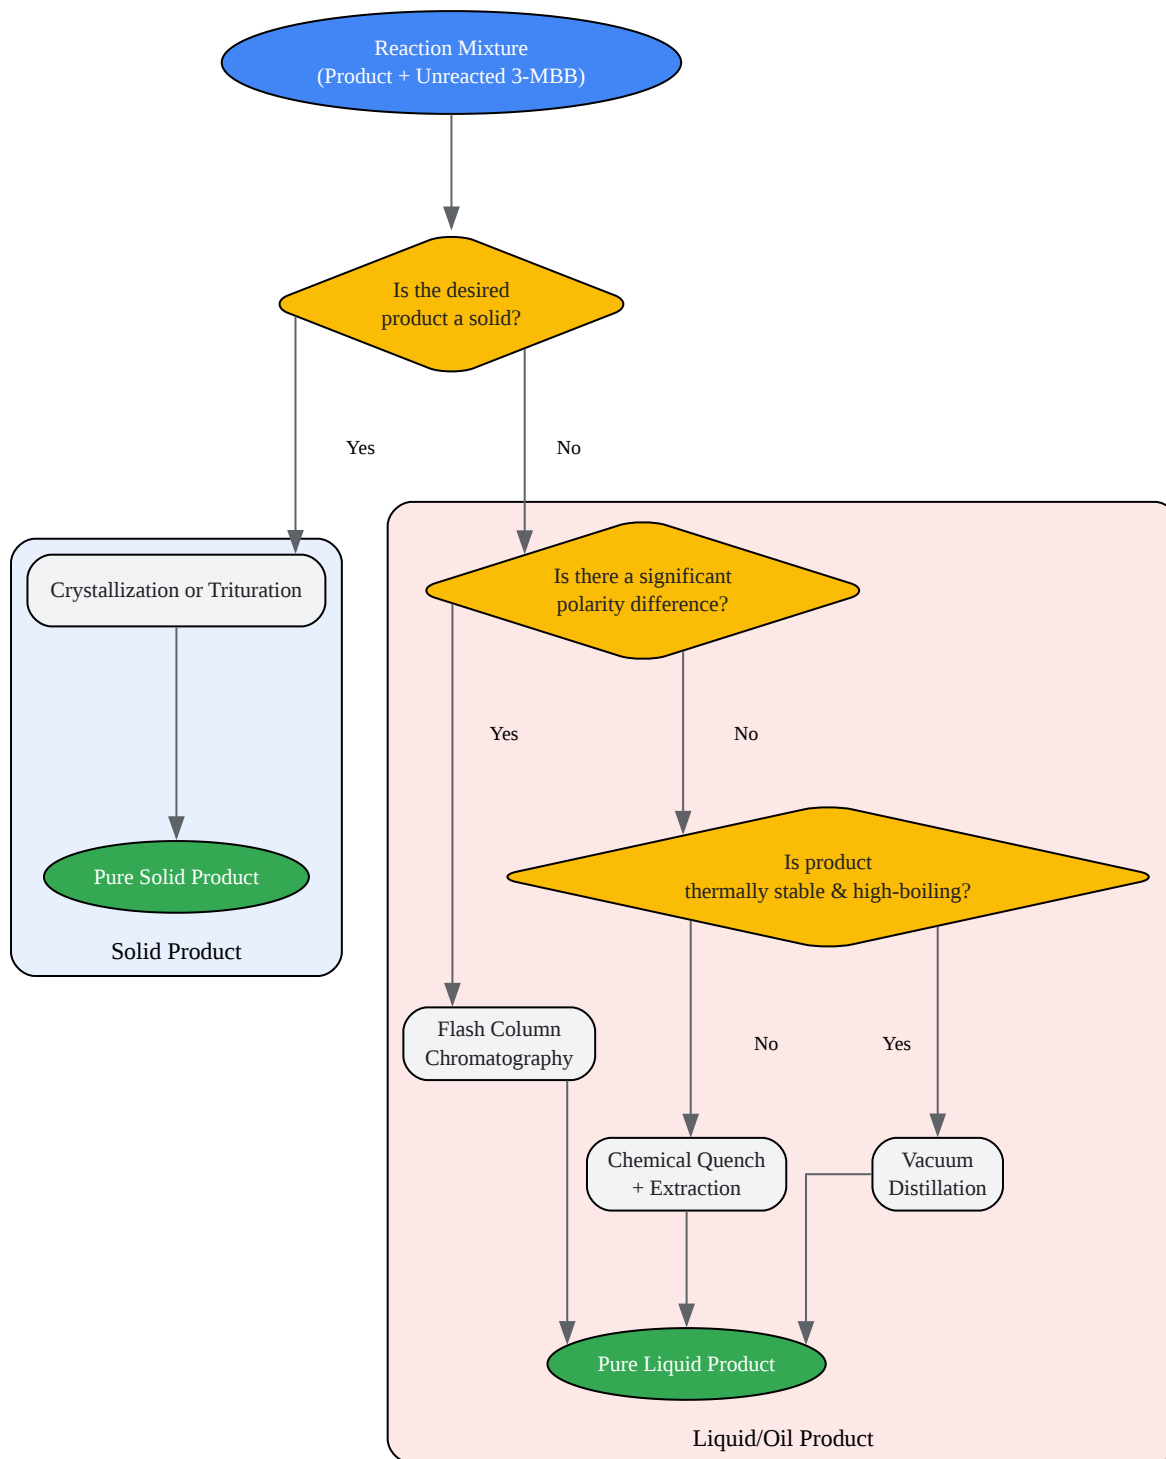 Reaction Mixture
(Product + Unreacted 3-MBB)
Is the desired
product a solid?
Yes
No
Crystallization or Trituration
Is there a significant
polarity difference?
Yes
No
Is product
thermally stable & high-boiling?
Pure Solid Product
Solid Product
Flash Column
Chromatography
No
Yes
Chemical Quench
+ Extraction
Vacuum
Distillation
Pure Liquid Product
Liquid/Oil Product